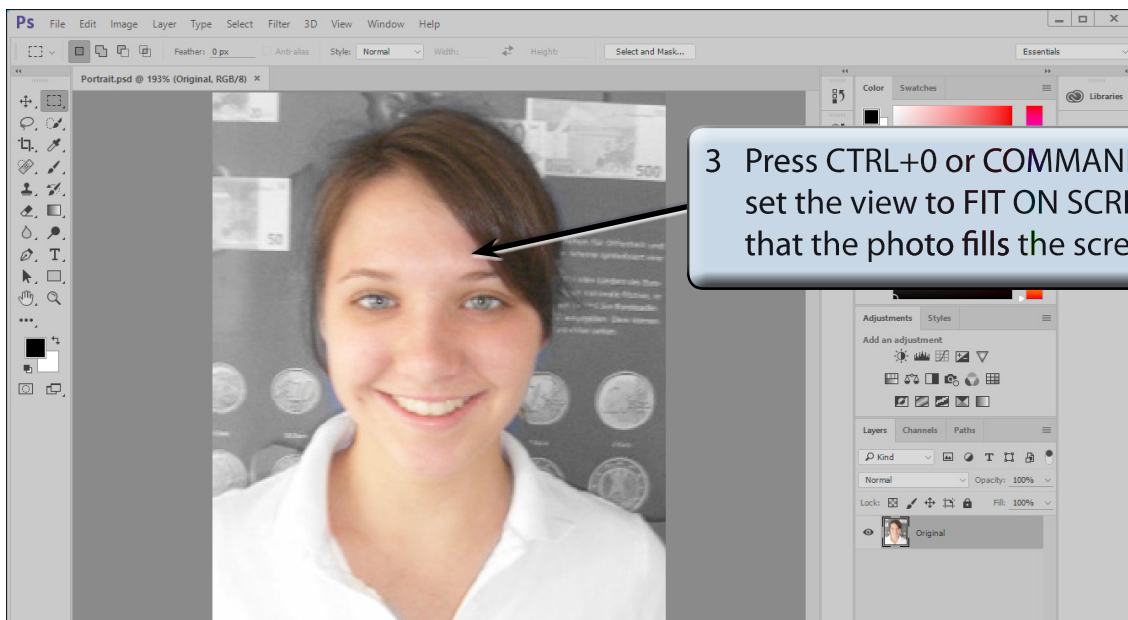 Ps File Edit Image Layer Type Select Filter 3D View Window Help
Feather: 0 px Anti-alias Style: Normal Width: Height: Select and Mask... Essentials
Portrait.psd @ 193% (Original, RGB/8) ×
Color Swatches
Libraries
500
50
3 Press CTRL+0 or COMMAN
set the view to FIT ON SCR
that the photo fills the scre
Adjustments Styles
Add an adjustment
Layers Channels Paths
Kind
Normal Opacity: 100%
Lock: Fill: 100%
Original